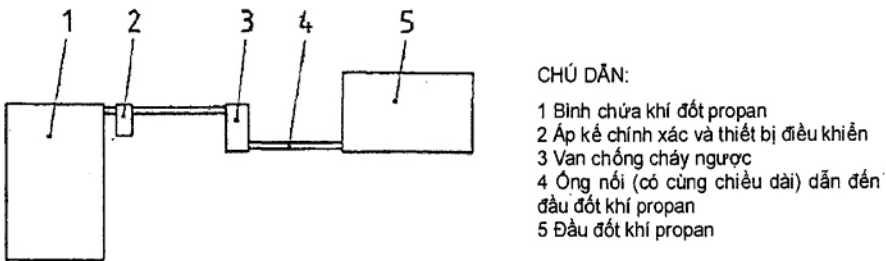 1 2 3 4 5
CHÚ DẪN:
1 Bình chứa khí đốt propan
2 Áp kế chính xác và thiết bị điều khiển
3 Van chống cháy ngược
4 Ống nối (có cùng chiều dài) dẫn đến
đầu đốt khí propan
5 Đầu đốt khí propan